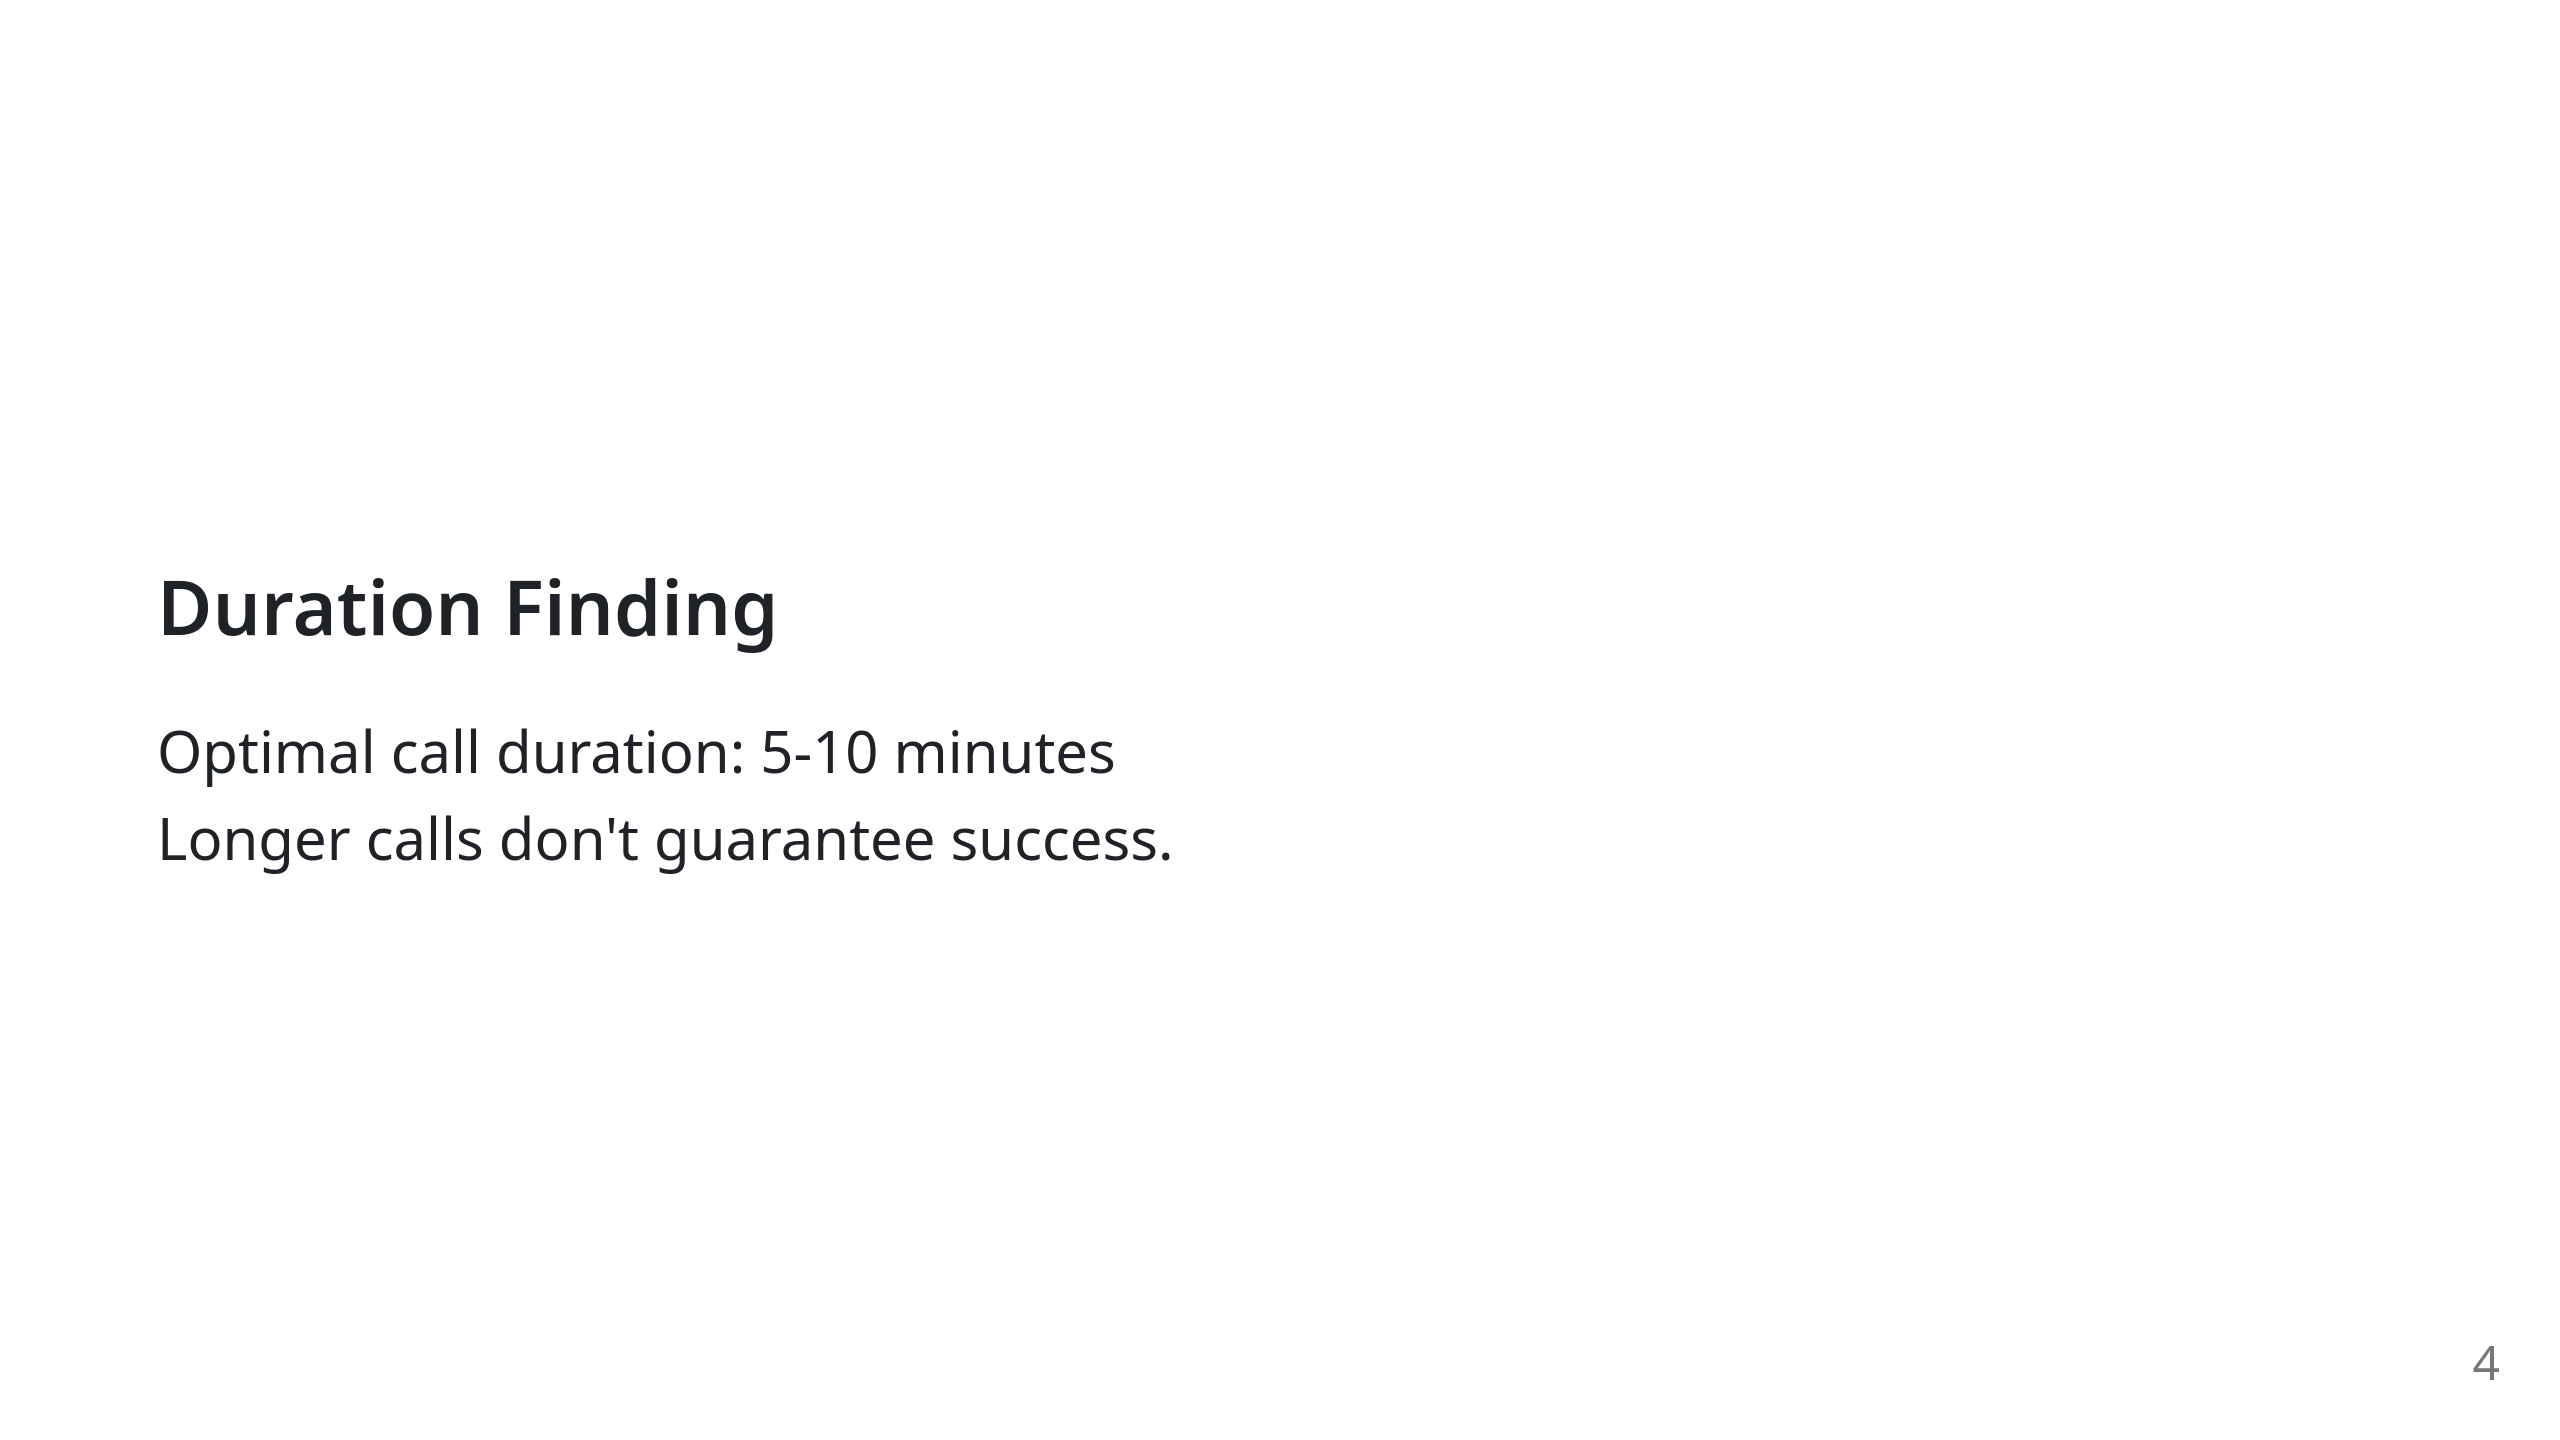 Duration Finding
Optimal call duration: 5-10 minutes
Longer calls don't guarantee success.
4